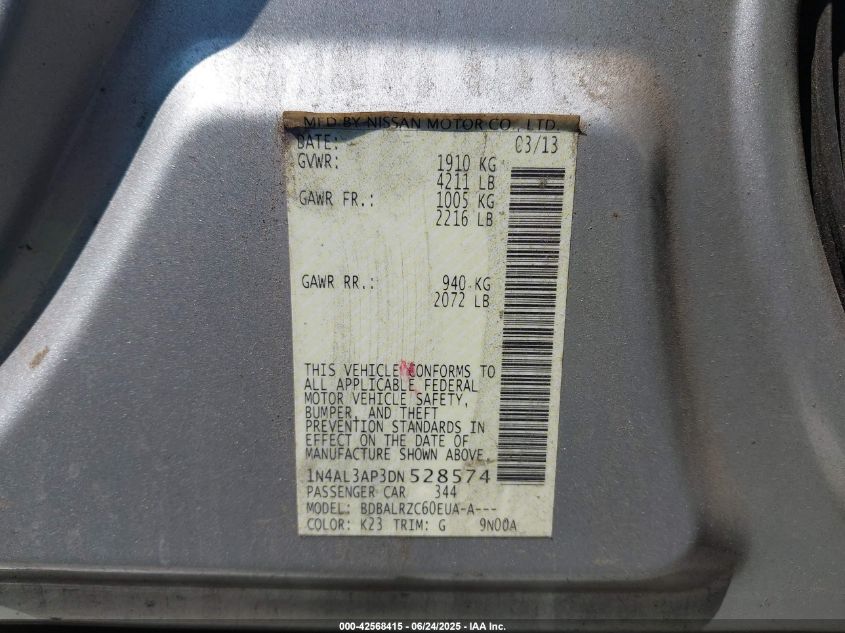 MFD BY NISSAN MOTOR CO., LTD.
DATE: 03/13
GVWR: 1910 KG
4211 LB
GAWR FR.: 1005 KG
2216 LB
GAWR RR.: 940 KG
2072 LB
THIS VEHICLE CONFORMS TO
ALL APPLICABLE FEDERAL
MOTOR VEHICLE SAFETY,
BUMPER, AND THEFT
PREVENTION STANDARDS IN
EFFECT ON THE DATE OF
MANUFACTURE SHOWN ABOVE.
1N4AL3AP3DN528574
PASSENGER CAR 344
MODEL: BDBALRZC60EUA-A---
COLOR: K23 TRIM: G 9N00A
000-42568415 - 06/24/2025 - IAA Inc.